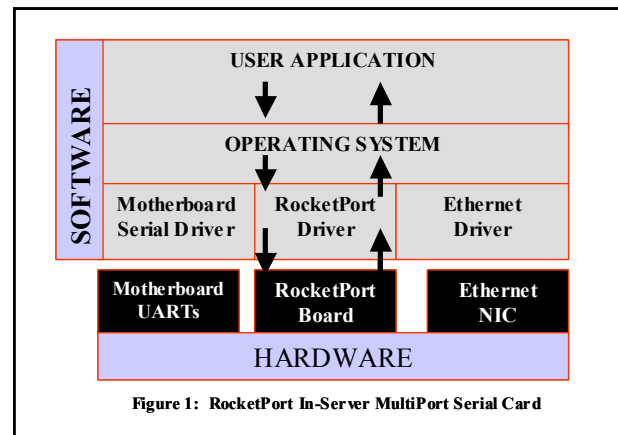 SOFTWARE
USER APPLICATION
OPERATING SYSTEM
Motherboard
Serial Driver
RocketPort
Driver
Ethernet
Driver
Motherboard
UARTs
RocketPort
Board
Ethernet
NIC
HARDWARE
Figure 1: RocketPort In-Server MultiPort Serial Card